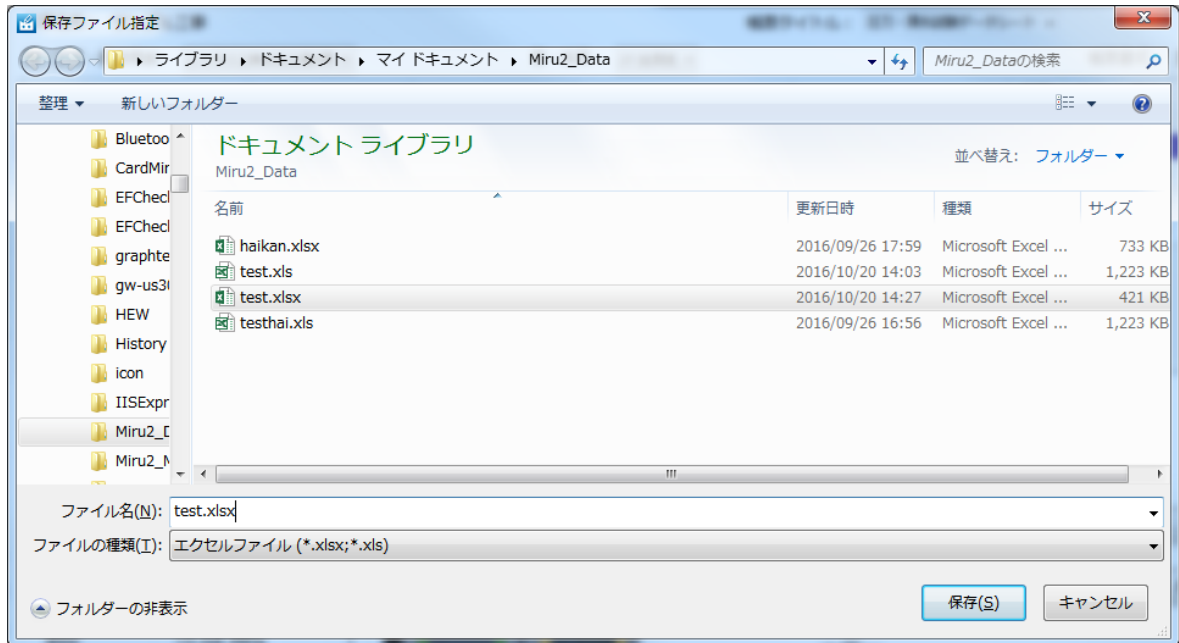 保存ファイル指定
ライブラリ ▸ ドキュメント ▸ マイ ドキュメント ▸ Miru2_Data
Miru2_Dataの検索
整理 新しいフォルダー
Bluetoo
CardMir
EFCheck
EFCheck
graphte
gw-us30
HEW
History
icon
IISExpr
Miru2_D
Miru2_M
ドキュメント ライブラリ
Miru2_Data
並べ替え: フォルダー
名前 更新日時 種類 サイズ
haikan.xlsx 2016/09/26 17:59 Microsoft Excel ... 733 KB
test.xls 2016/10/20 14:03 Microsoft Excel ... 1,223 KB
test.xlsx 2016/10/20 14:27 Microsoft Excel ... 421 KB
testhai.xls 2016/09/26 16:56 Microsoft Excel ... 1,223 KB
ファイル名(N): test.xlsx
ファイルの種類(T): エクセルファイル (*.xlsx;*.xls)
フォルダーの非表示
保存(S) キャンセル